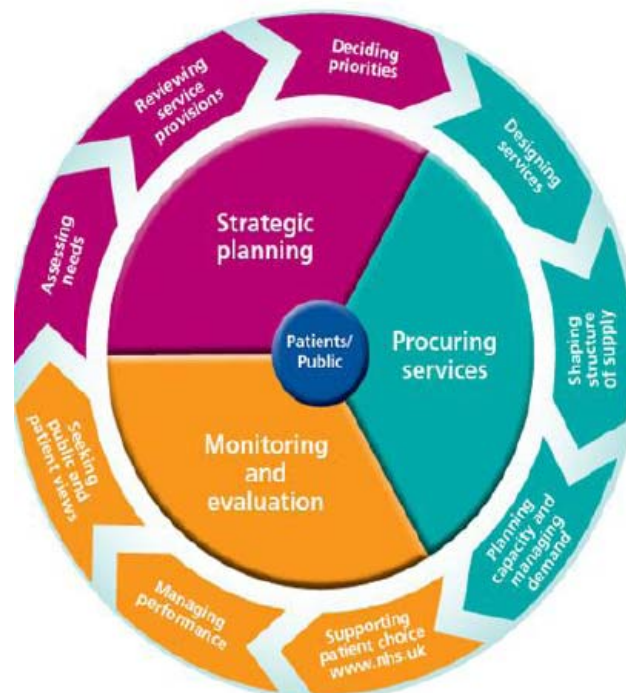 Deciding
priorities
Designing
services
Shaping
structure
of supply
Planning
capacity and
managing
demand
Supporting
patient choice
www.nhs-uk
Managing
performance
Seeking
public and
patient views
Assessing
needs
Reviewing
service
provisions
Strategic
planning
Procuring
services
Monitoring
and
evaluation
Patients/
Public